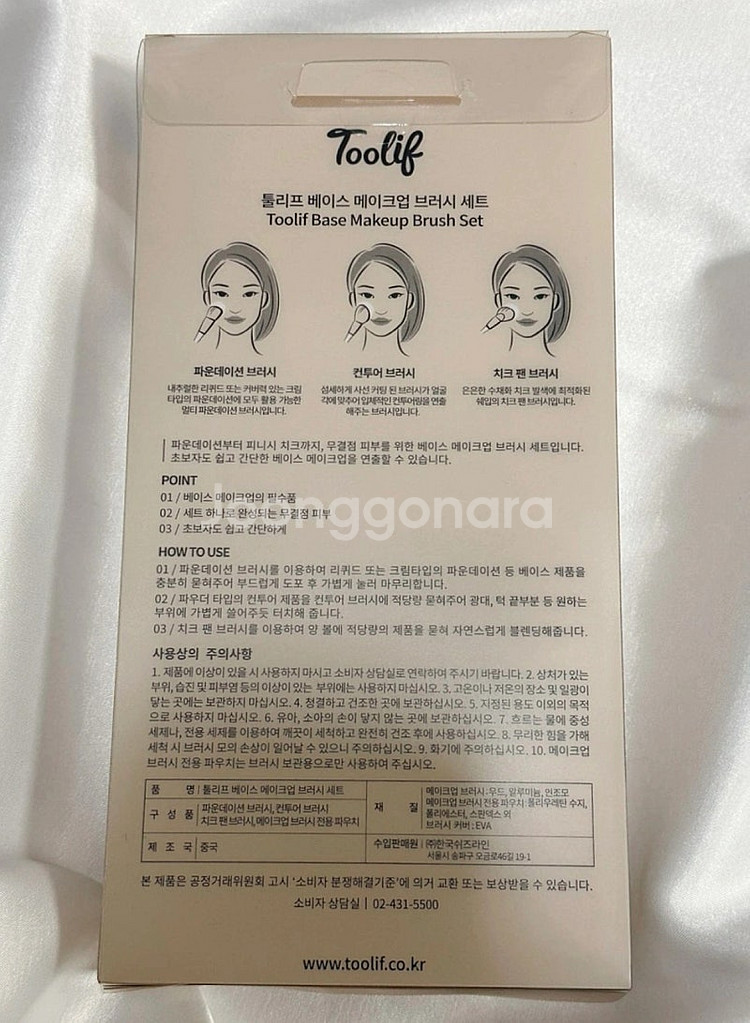 Toolif
툴리프 베이스 메이크업 브러시 세트
Toolif Base Makeup Brush Set
파운데이션 브러시
내추럴한 리퀴드 또는 커버력 있는 크림
타입의 파운데이션에 모두 활용 가능한
멀티 파운데이션 브러시입니다.
컨투어 브러시
섬세하게 사선 커팅 된 브러시가 얼굴
각에 맞추어 입체적인 컨투어링을 연출
해주는 브러시입니다.
치크 팬 브러시
은은한 수채화 치크 발색에 최적화된
쉐입의 치크 팬 브러시입니다.
파운데이션부터 피니시 치크까지, 무결점 피부를 위한 베이스 메이크업 브러시 세트입니다.
초보자도 쉽고 간단한 베이스 메이크업을 연출할 수 있습니다.
POINT
01 / 베이스 메이크업의 필수품
02 / 세트 하나로 완성되는 무결점 피부
03 / 초보자도 쉽고 간단하게
HOW TO USE
01 / 파운데이션 브러시를 이용하여 리퀴드 또는 크림타입의 파운데이션 등 베이스 제품을
충분히 묻혀주어 부드럽게 도포 후 가볍게 눌러 마무리합니다.
02 / 파우더 타입의 컨투어 제품을 컨투어 브러시에 적당량 묻혀주어 광대, 턱 끝부분 등 원하는
부위에 가볍게 쓸어주듯 터치해 줍니다.
03 / 치크 팬 브러시를 이용하여 양 볼에 적당량의 제품을 묻혀 자연스럽게 블렌딩해줍니다.
사용상의 주의사항
1. 제품에 이상이 있을 시 사용하지 마시고 소비자 상담실로 연락하여 주시기 바랍니다. 2. 상처가 있는
부위, 습진 및 피부염 등의 이상이 있는 부위에는 사용하지 마십시오. 3. 고온이나 저온의 장소 및 일광이
닿는 곳에는 보관하지 마십시오. 4. 청결하고 건조한 곳에 보관하십시오. 5. 지정된 용도 이외의 목적
으로 사용하지 마십시오. 6. 유아, 소아의 손이 닿지 않는 곳에 보관하십시오. 7. 흐르는 물에 중성
세제나, 전용 세제를 이용하여 깨끗이 세척하고 완전히 건조 후에 사용하십시오. 8. 무리한 힘을 가해
세척 시 브러시 모의 손상이 일어날 수 있으니 주의하십시오. 9. 화기에 주의하십시오. 10. 메이크업
브러시 전용 파우치는 브러시 보관용으로만 사용하여 주십시오.
품 명 툴리프 베이스 메이크업 브러시 세트
구 성 품 파운데이션 브러시, 컨투어 브러시
치크 팬 브러시, 메이크업 브러시 전용 파우치
제 조 국 중국
재 질 메이크업 브러시 : 우드, 알루미늄, 인조모
메이크업 브러시 전용 파우치: 폴리우레탄 수지,
폴리에스터, 스판덱스 외
브러시 커버 : EVA
수입판매원 ㈜한국쉬즈라인
서울시 송파구 오금로46길 19-1
본 제품은 공정거래위원회 고시 '소비자 분쟁해결기준'에 의거 교환 또는 보상받을 수 있습니다.
소비자 상담실 | 02-431-5500
www.toolif.co.kr